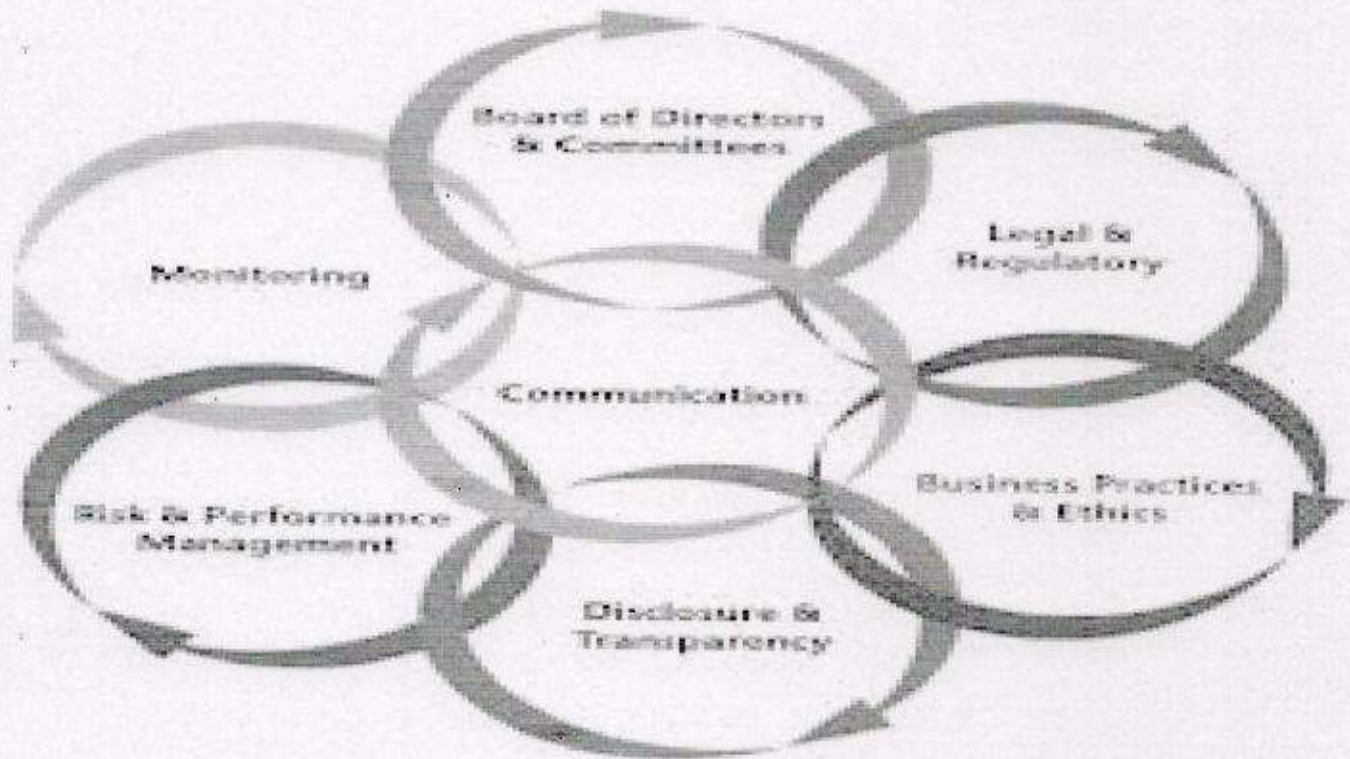 Board of Directors
& Committees
Legal &
Regulatory
Monitoring
Communication
Business Practices
& Ethics
Risk & Performance
Management
Disclosure &
Transparency